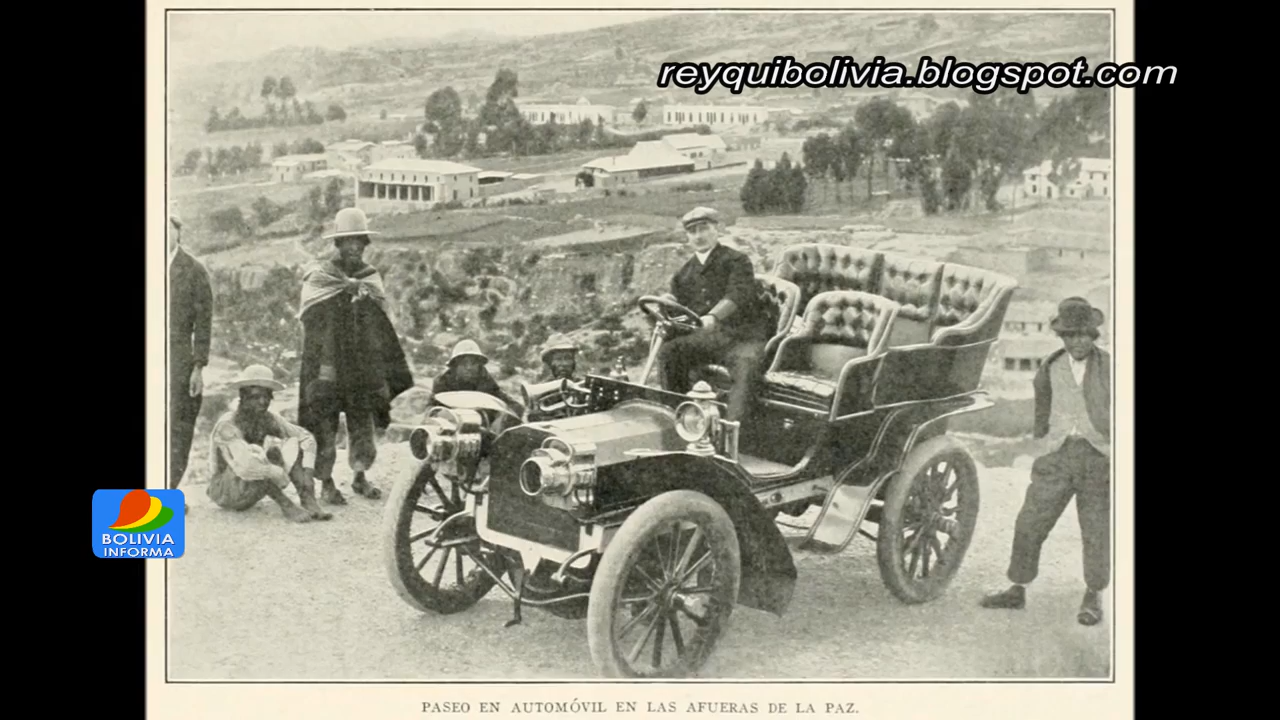 reyquibolivia.blogspot.com
BOLIVIA
INFORMA
PASEO EN AUTOMÓVIL EN LAS AFUERAS DE LA PAZ.